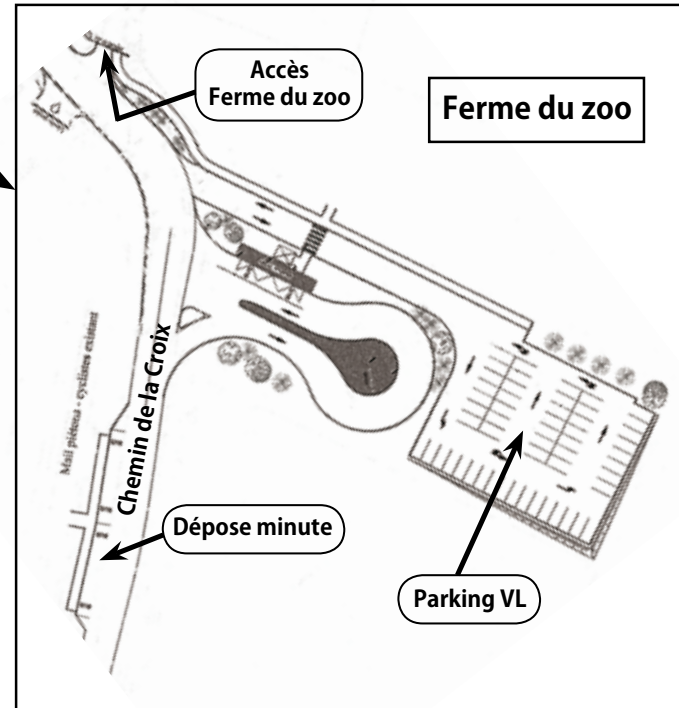 Accès
Ferme du zoo
Ferme du zoo
Mail piétons - cyclistes existant
Chemin de la Croix
Dépose minute
Parking VL